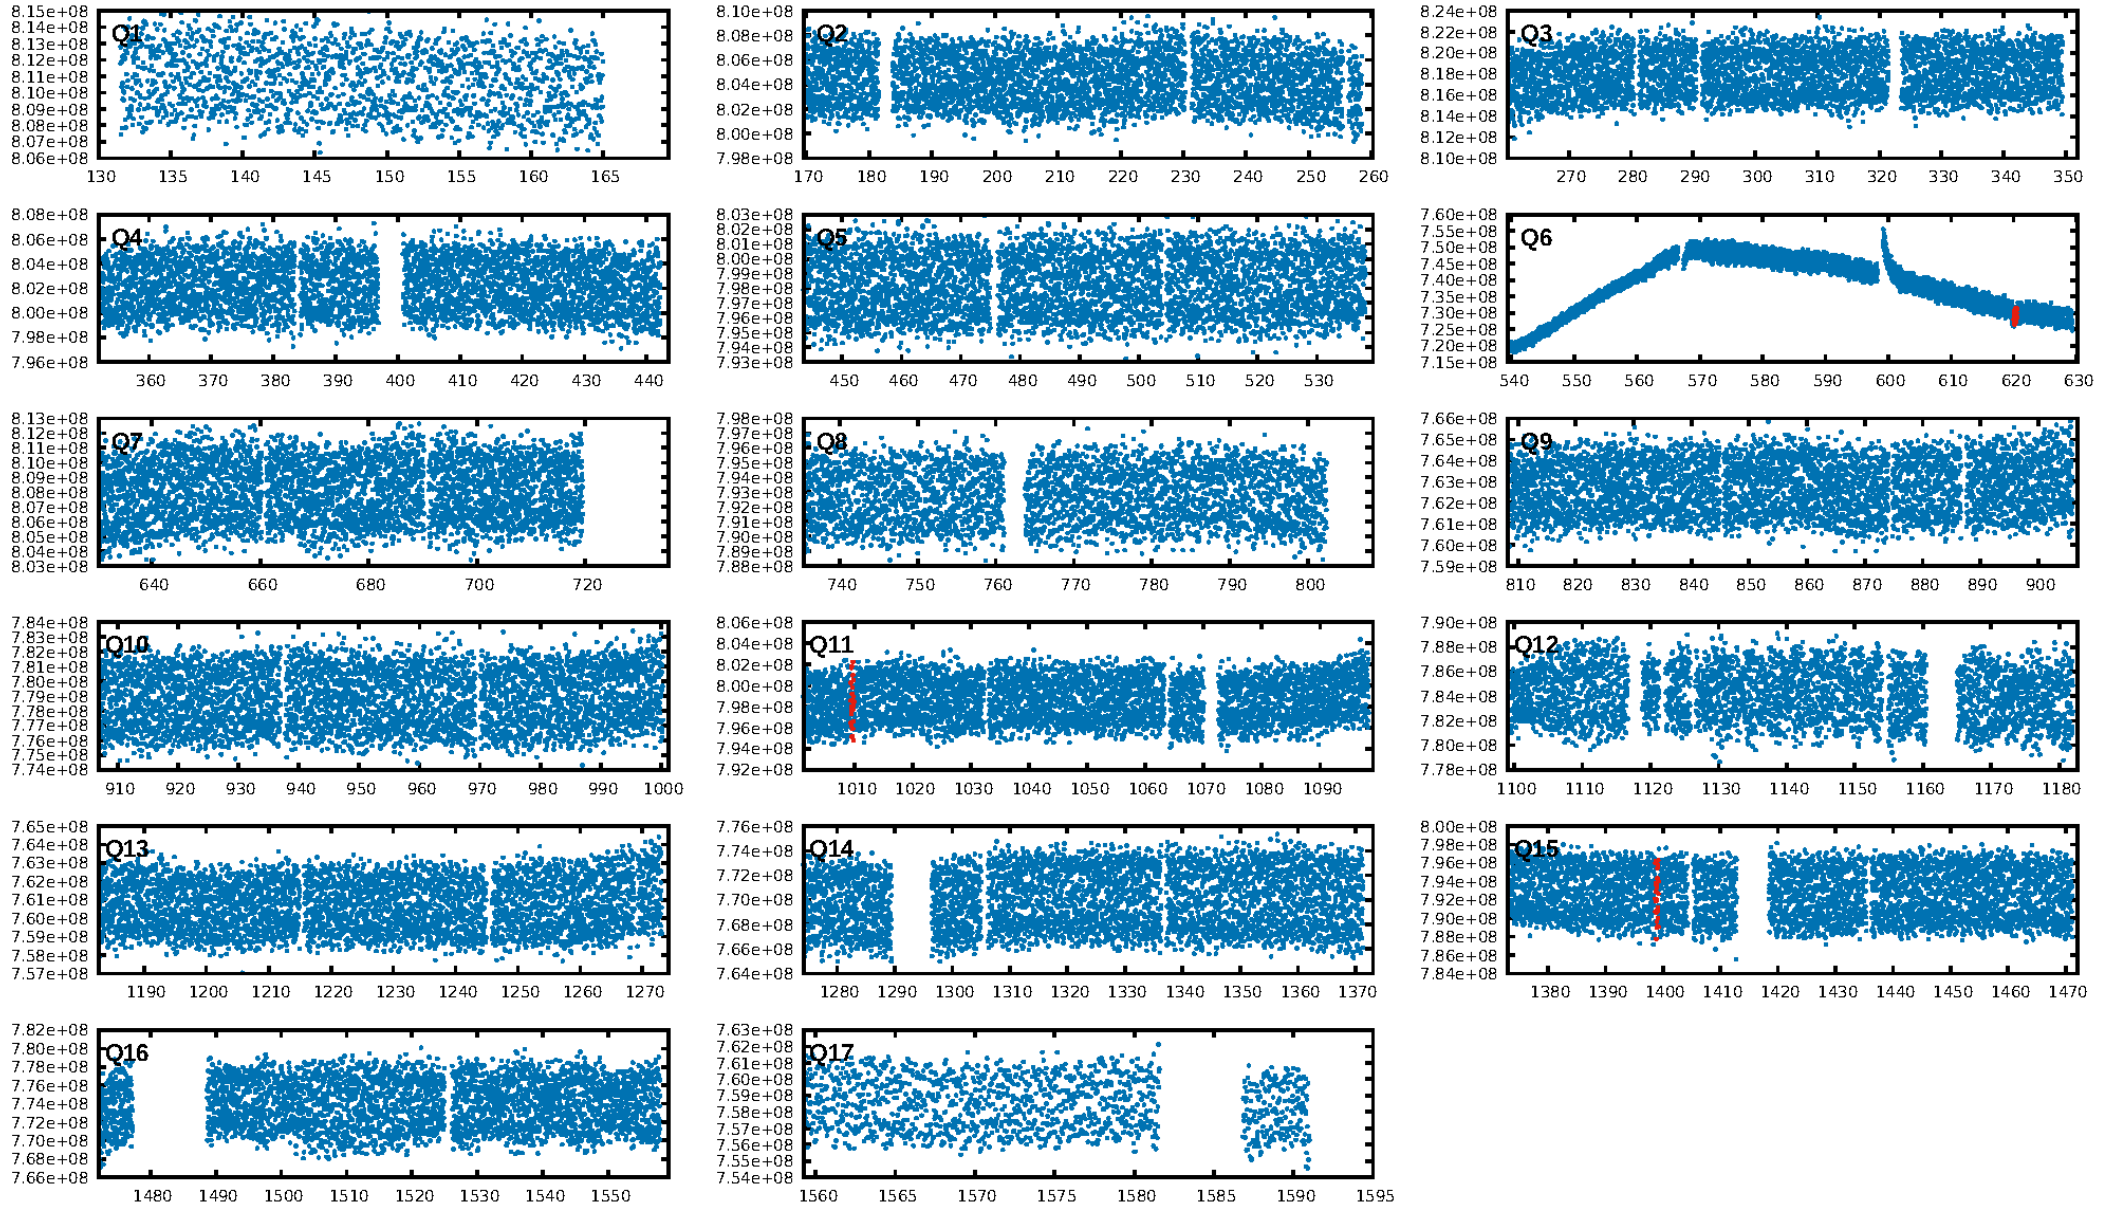 Q1
8.15e+08
8.14e+08
8.13e+08
8.12e+08
8.11e+08
8.10e+08
8.09e+08
8.08e+08
8.07e+08
8.06e+08
130 135 140 145 150 155 160 165
Q2
8.10e+08
8.08e+08
8.06e+08
8.04e+08
8.02e+08
8.00e+08
7.98e+08
170 180 190 200 210 220 230 240 250 260
Q3
8.24e+08
8.22e+08
8.20e+08
8.18e+08
8.16e+08
8.14e+08
8.12e+08
8.10e+08
270 280 290 300 310 320 330 340 350
Q4
8.08e+08
8.06e+08
8.04e+08
8.02e+08
8.00e+08
7.98e+08
7.96e+08
360 370 380 390 400 410 420 430 440
Q5
8.03e+08
8.02e+08
8.01e+08
8.00e+08
7.99e+08
7.98e+08
7.97e+08
7.96e+08
7.95e+08
7.94e+08
7.93e+08
450 460 470 480 490 500 510 520 530
Q6
7.60e+08
7.55e+08
7.50e+08
7.45e+08
7.40e+08
7.35e+08
7.30e+08
7.25e+08
7.20e+08
7.15e+08
540 550 560 570 580 590 600 610 620 630
Q7
8.13e+08
8.12e+08
8.11e+08
8.10e+08
8.09e+08
8.08e+08
8.07e+08
8.06e+08
8.05e+08
8.04e+08
8.03e+08
640 660 680 700 720
Q8
7.98e+08
7.97e+08
7.96e+08
7.95e+08
7.94e+08
7.93e+08
7.92e+08
7.91e+08
7.90e+08
7.89e+08
7.88e+08
740 750 760 770 780 790 800
Q9
7.66e+08
7.65e+08
7.64e+08
7.63e+08
7.62e+08
7.61e+08
7.60e+08
7.59e+08
810 820 830 840 850 860 870 880 890 900
Q10
7.84e+08
7.83e+08
7.82e+08
7.81e+08
7.80e+08
7.79e+08
7.78e+08
7.77e+08
7.76e+08
7.75e+08
7.74e+08
910 920 930 940 950 960 970 980 990 1000
Q11
8.06e+08
8.04e+08
8.02e+08
8.00e+08
7.98e+08
7.96e+08
7.94e+08
7.92e+08
1010 1020 1030 1040 1050 1060 1070 1080 1090
Q12
7.90e+08
7.88e+08
7.86e+08
7.84e+08
7.82e+08
7.80e+08
7.78e+08
1100 1110 1120 1130 1140 1150 1160 1170 1180
Q13
7.65e+08
7.64e+08
7.63e+08
7.62e+08
7.61e+08
7.60e+08
7.59e+08
7.58e+08
7.57e+08
1190 1200 1210 1220 1230 1240 1250 1260 1270
Q14
7.76e+08
7.74e+08
7.72e+08
7.70e+08
7.68e+08
7.66e+08
7.64e+08
1280 1290 1300 1310 1320 1330 1340 1350 1360 1370
Q15
8.00e+08
7.98e+08
7.96e+08
7.94e+08
7.92e+08
7.90e+08
7.88e+08
7.86e+08
7.84e+08
1380 1390 1400 1410 1420 1430 1440 1450 1460 1470
Q16
7.82e+08
7.80e+08
7.78e+08
7.76e+08
7.74e+08
7.72e+08
7.70e+08
7.68e+08
7.66e+08
1480 1490 1500 1510 1520 1530 1540 1550
Q17
7.63e+08
7.62e+08
7.61e+08
7.60e+08
7.59e+08
7.58e+08
7.57e+08
7.56e+08
7.55e+08
7.54e+08
1560 1565 1570 1575 1580 1585 1590 1595